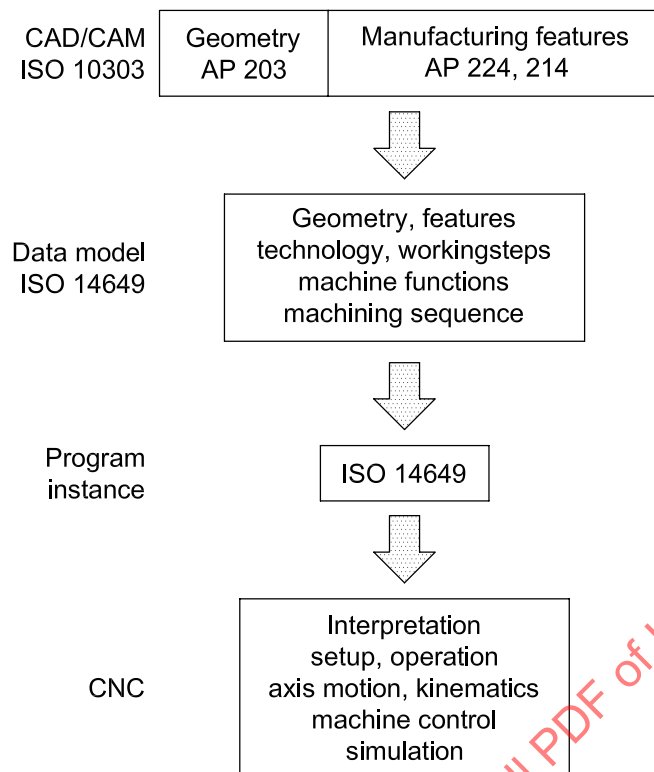 CAD/CAM
ISO 10303
Geometry
AP 203
Manufacturing features
AP 224, 214
Data model
ISO 14649
Geometry, features
technology, workingsteps
machine functions
machining sequence
Program
instance
ISO 14649
CNC
Interpretation
setup, operation
axis motion, kinematics
machine control
simulation
PDF of